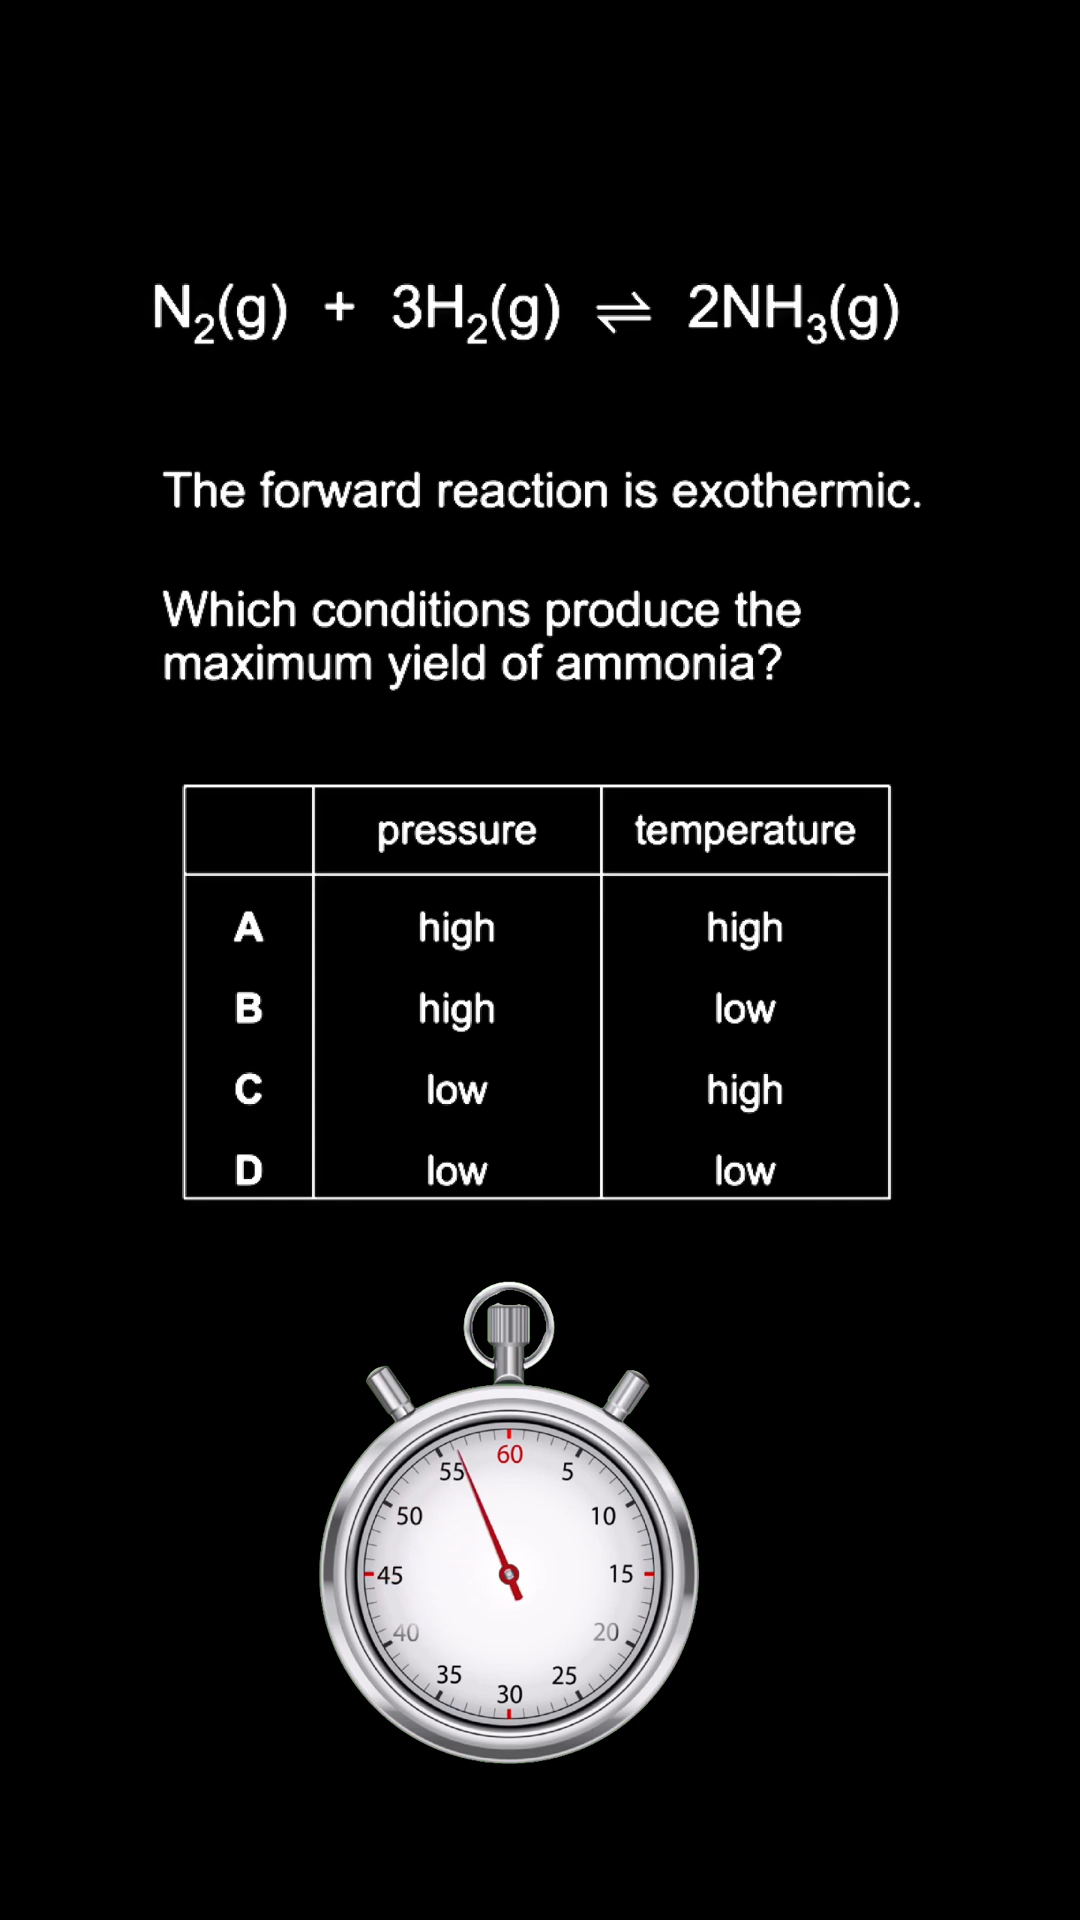 N₂(g) + 3H₂(g) ⇌ 2NH₃(g)
The forward reaction is exothermic.
Which conditions produce the
maximum yield of ammonia?
pressure temperature
A high high
B high low
C low high
D low low
60
55 5
50 10
45 15
40 20
35 25
30